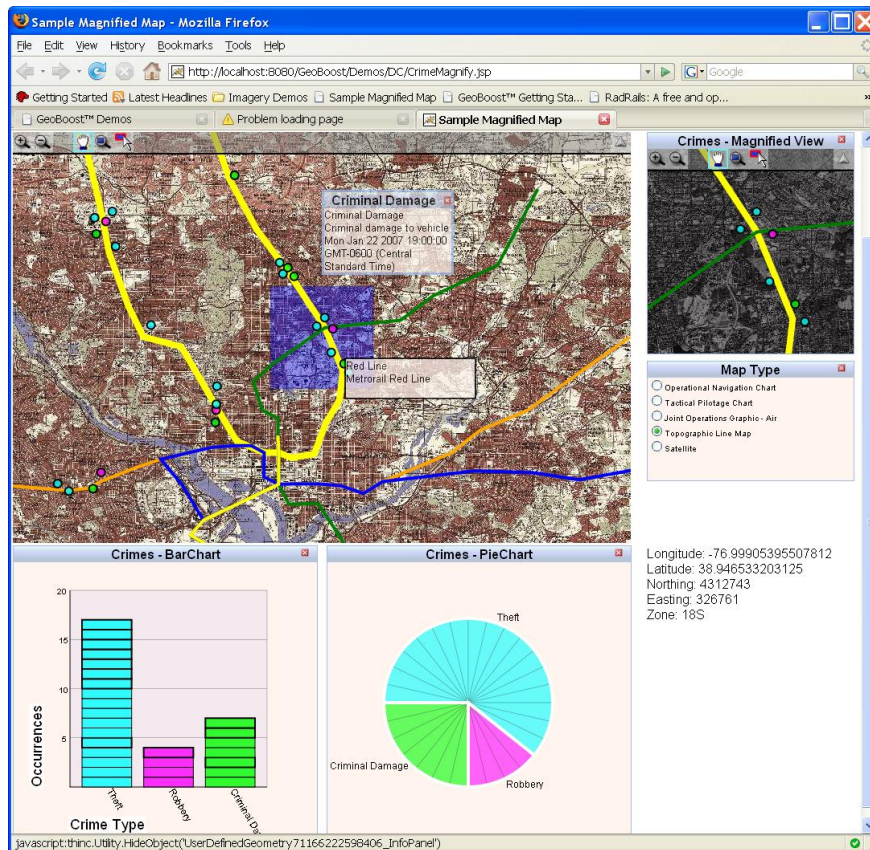 Sample Magnified Map - Mozilla Firefox
File Edit View History Bookmarks Tools Help
http://localhost:8080/GeoBoost/Demos/DC/CrimeMagnify.jsp
G Google
Getting Started Latest Headlines Imagery Demos Sample Magnified Map GeoBoost™ Getting Sta... RadRails: A free and op...
GeoBoost™ Demos Problem loading page Sample Magnified Map
Criminal Damage
Criminal Damage
Criminal damage to vehicle
Mon Jan 22 2007 19:00:00
GMT-0600 (Central
Standard Time)
Red Line
Metrorail Red Line
Crimes - Magnified View
Map Type
Operational Navigation Chart
Tactical Pilotage Chart
Joint Operations Graphic - Air
Topographic Line Map
Satellite
Longitude: -76.99905395507812
Latitude: 38.946533203125
Northing: 4312743
Easting: 326761
Zone: 18S
Crimes - BarChart
20
15
10
5
Occurrences
Theft
Robbery
Criminal Da
Crime Type
Crimes - PieChart
Theft
Criminal Damage
Robbery
javascript:thinc.Utility.HideObject('UserDefinedGeometry71166222598406_InfoPanel')